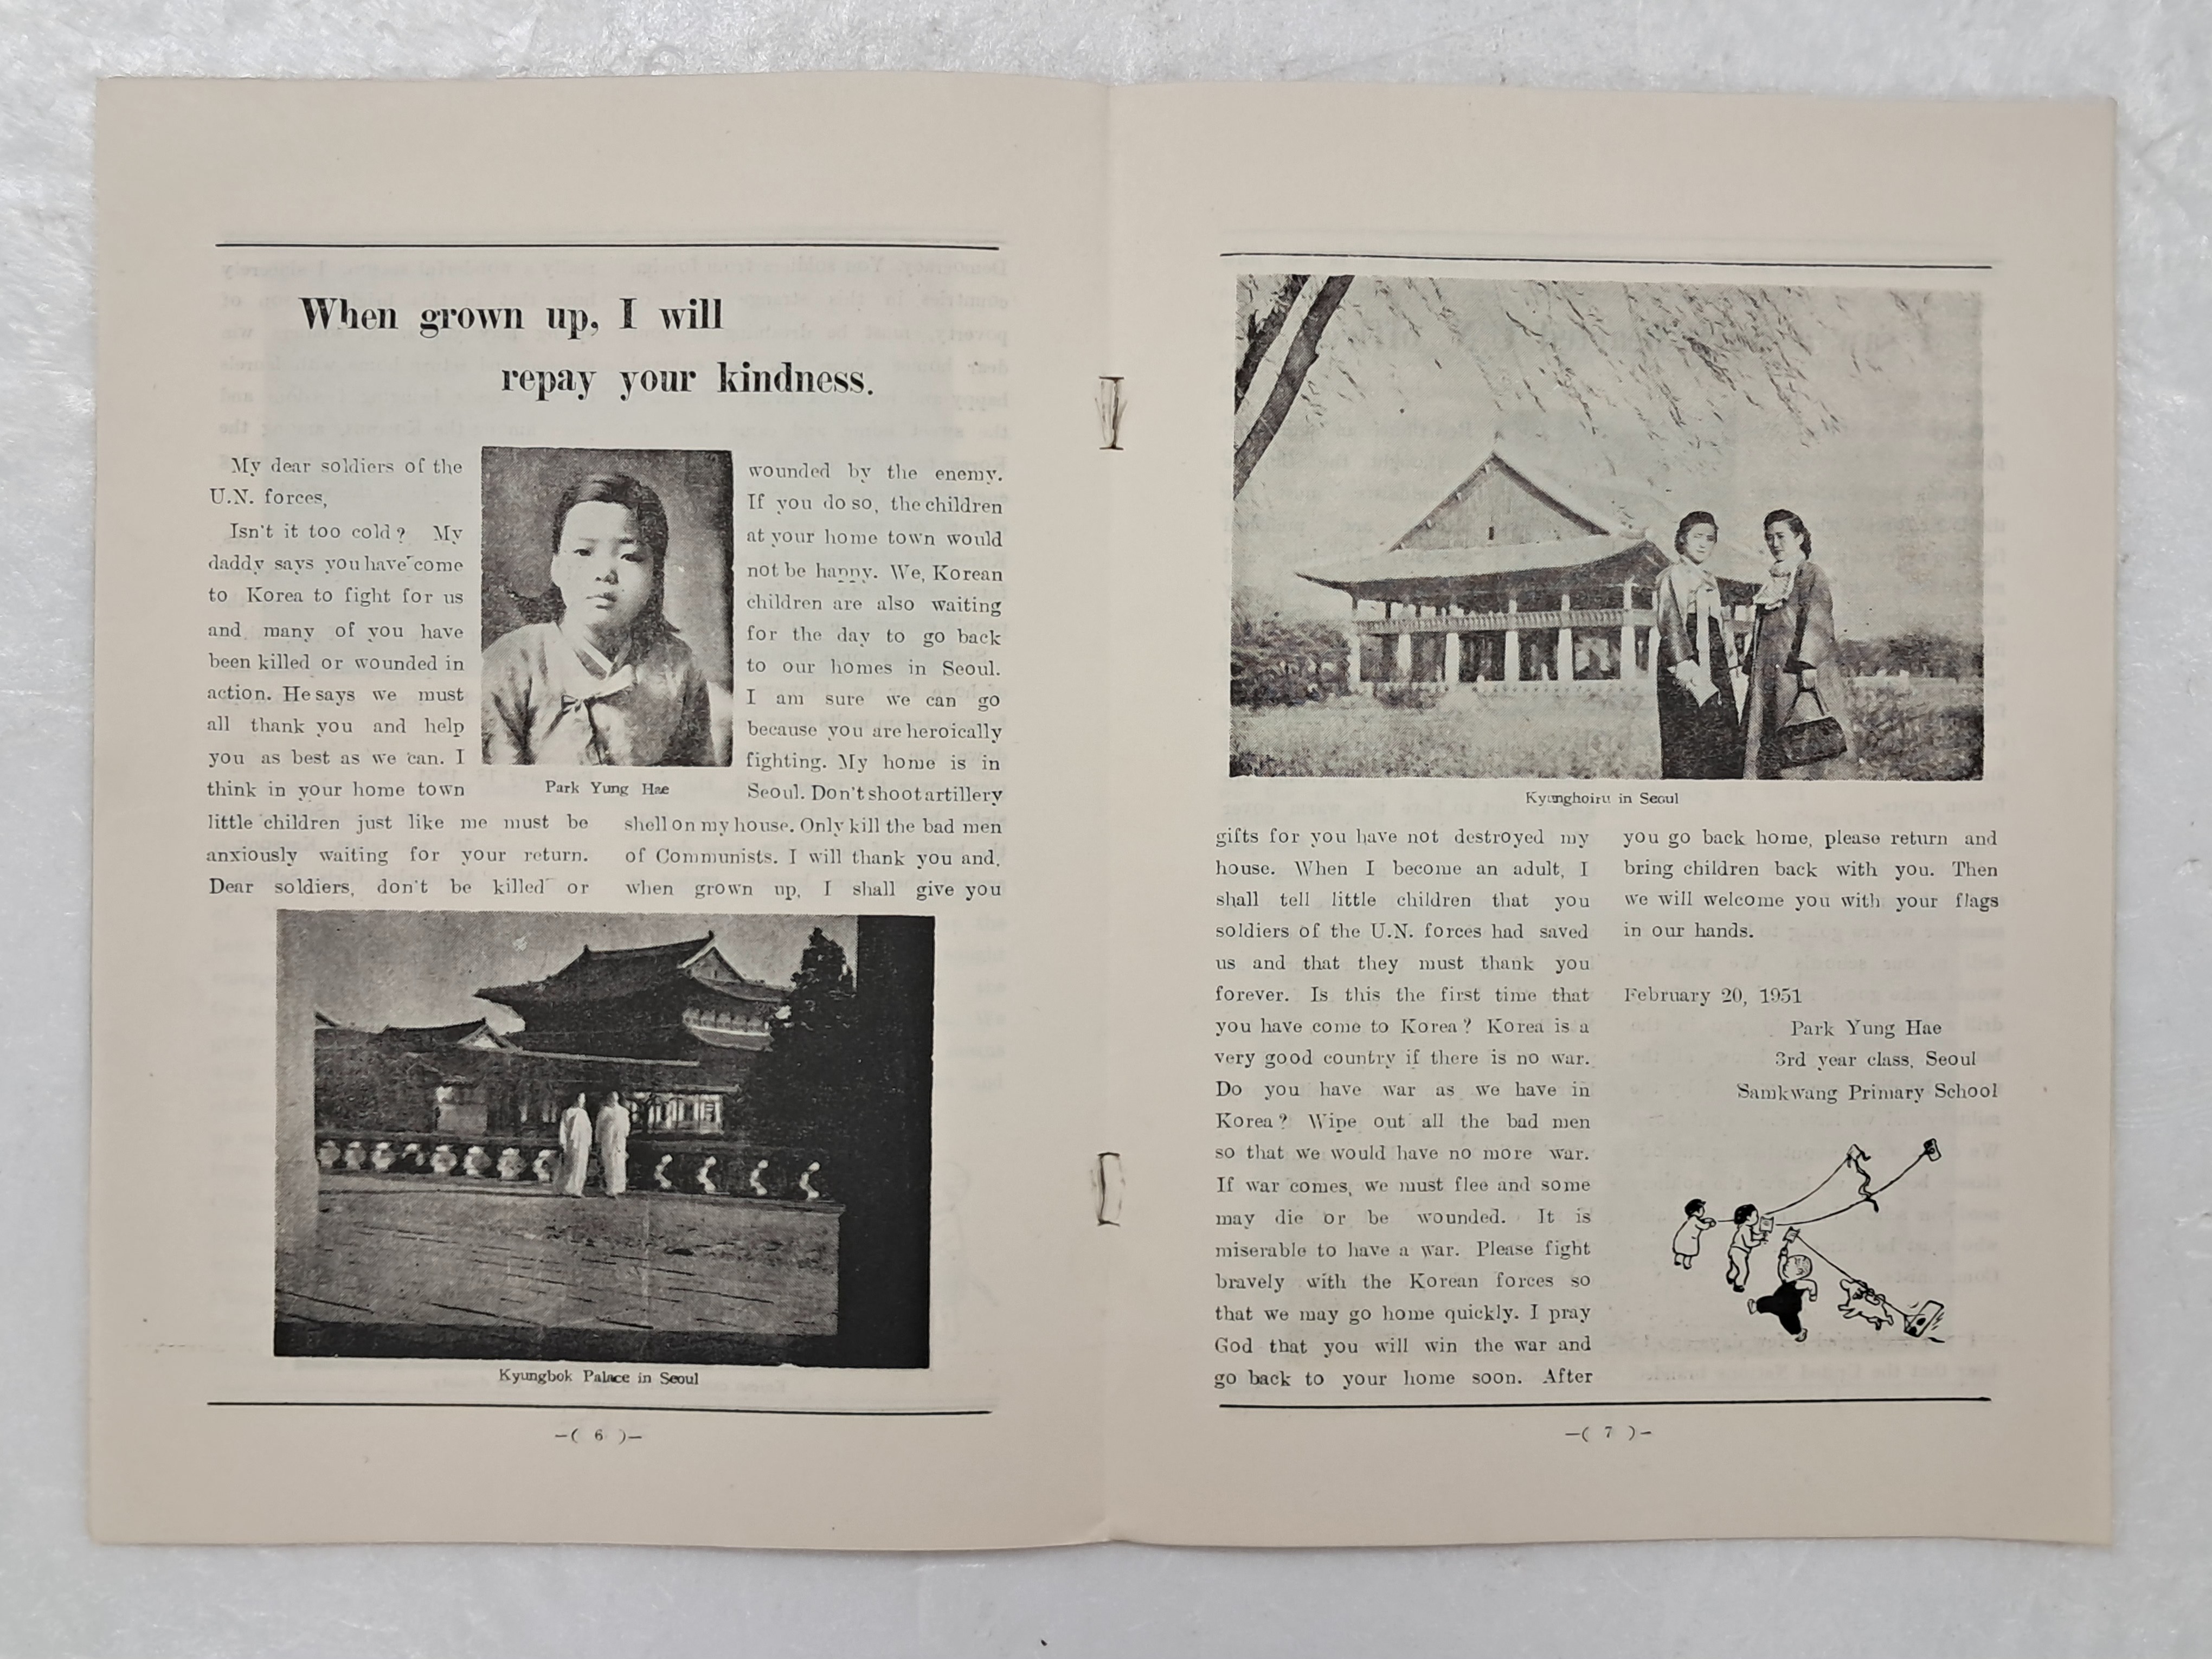 When grown up, I will
repay your kindness.
My dear soldiers of the
U.N. forces,
Isn't it too cold? My
daddy says you have come
to Korea to fight for us
and many of you have
been killed or wounded in
action. He says we must
all thank you and help
you as best as we can. I
think in your home town
little children just like me must be
anxiously waiting for your return.
Dear soldiers, don't be killed or
Park Yung Hae
wounded by the enemy.
If you do so, the children
at your home town would
not be happy. We, Korean
children are also waiting
for the day to go back
to our homes in Seoul.
I am sure we can go
because you are heroically
fighting. My home is in
Seoul. Don't shoot artillery
shell on my house. Only kill the bad men
of Communists. I will thank you and,
when grown up, I shall give you
Kyungbok Palace in Seoul
-( 6 )-
Kyunghoiru in Seoul
gifts for you have not destroyed my
house. When I become an adult, I
shall tell little children that you
soldiers of the U.N. forces had saved
us and that they must thank you
forever. Is this the first time that
you have come to Korea? Korea is a
very good country if there is no war.
Do you have war as we have in
Korea? Wipe out all the bad men
so that we would have no more war.
If war comes, we must flee and some
may die or be wounded. It is
miserable to have a war. Please fight
bravely with the Korean forces so
that we may go home quickly. I pray
God that you will win the war and
go back to your home soon. After
you go back home, please return and
bring children back with you. Then
we will welcome you with your flags
in our hands.
February 20, 1951
Park Yung Hae
3rd year class, Seoul
Samkwang Primary School
-( 7 )-